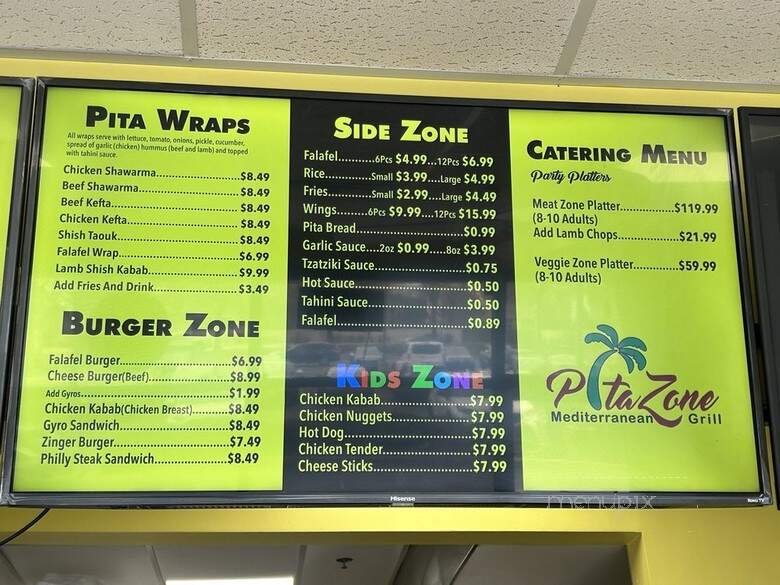 PITA WRAPS
All wraps serve with lettuce, tomato, onions, pickle, cucumber,
spread of garlic (chicken) hummus (beef and lamb) and topped
with tahini sauce.
Chicken Shawarma....................$8.49
Beef Shawarma........................$8.49
Beef Kefta................................$8.49
Chicken Kefta...........................$8.49
Shish Taouk.............................$8.49
Falafel Wrap............................$6.99
Lamb Shish Kabab...................$9.99
Add Fries And Drink.................$3.49
BURGER ZONE
Falafel Burger..........................$6.99
Cheese Burger(Beef)..................$8.99
Add Gyros................................$1.99
Chicken Kabab(Chicken Breast).........$8.49
Gyro Sandwich.........................$8.49
Zinger Burger...........................$7.49
Philly Steak Sandwich................$8.49
SIDE ZONE
Falafel...........6Pcs $4.99...12Pcs $6.99
Rice............Small $3.99....Large $4.99
Fries...........Small $2.99....Large $4.49
Wings........6Pcs $9.99....12Pcs $15.99
Pita Bread..........................$0.99
Garlic Sauce....2oz $0.99.....8oz $3.99
Tzatziki Sauce......................$0.75
Hot Sauce...........................$0.50
Tahini Sauce........................$0.50
Falafel...............................$0.89
KIDS ZONE
Chicken Kabab.....................$7.99
Chicken Nuggets...................$7.99
Hot Dog..............................$7.99
Chicken Tender.....................$7.99
Cheese Sticks.......................$7.99
CATERING MENU
Party Platters
Meat Zone Platter................$119.99
(8-10 Adults)
Add Lamb Chops..................$21.99
Veggie Zone Platter..............$59.99
(8-10 Adults)
Pita Zone
Mediterranean Grill
Hisense
Roku TV
menupix